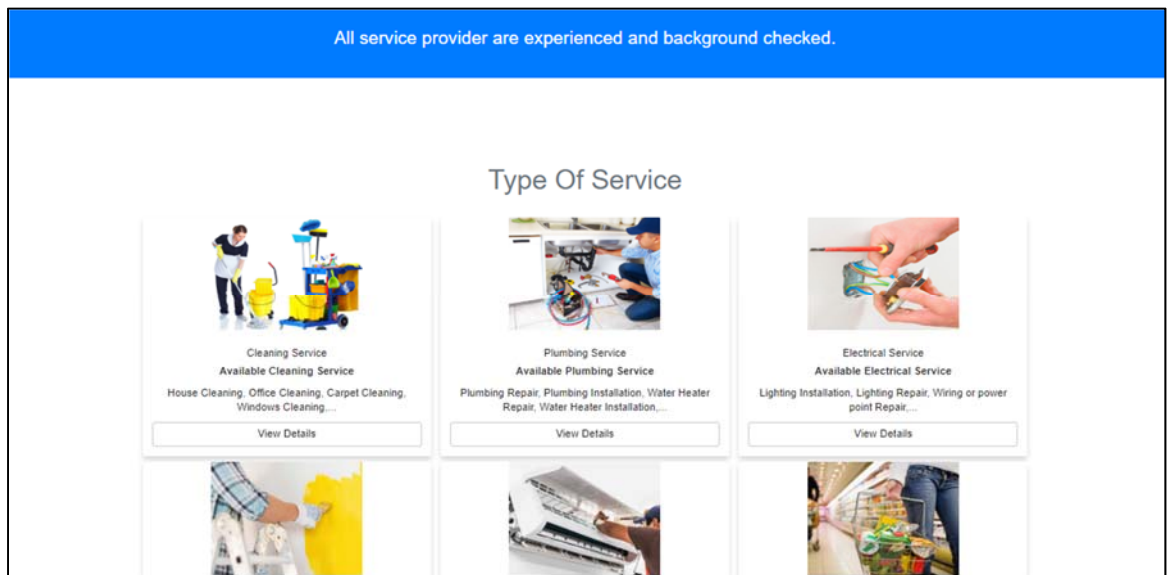 All service provider are experienced and background checked.
Type Of Service
Cleaning Service
Available Cleaning Service
House Cleaning, Office Cleaning, Carpet Cleaning,
Windows Cleaning,...
View Details
Plumbing Service
Available Plumbing Service
Plumbing Repair, Plumbing Installation, Water Heater
Repair, Water Heater Installation,...
View Details
Electrical Service
Available Electrical Service
Lighting Installation, Lighting Repair, Wiring or power
point Repair,...
View Details